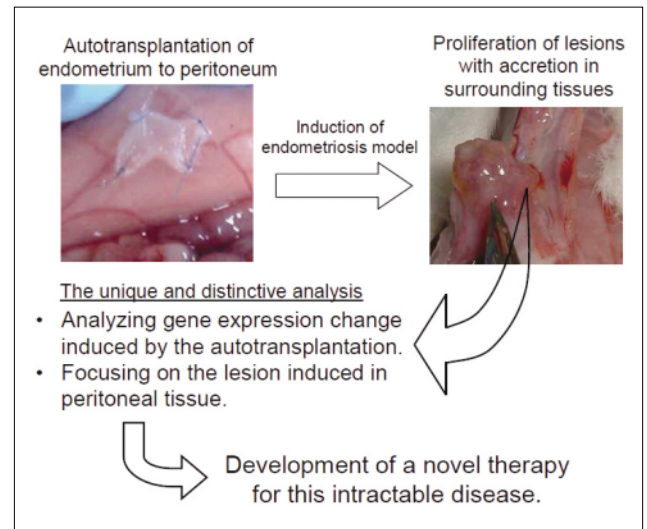 Autotransplantation of
endometrium to peritoneum
Proliferation of lesions
with accretion in
surrounding tissues
Induction of
endometriosis model
The unique and distinctive analysis
• Analyzing gene expression change
induced by the autotransplantation.
• Focusing on the lesion induced in
peritoneal tissue.
Development of a novel therapy
for this intractable disease.